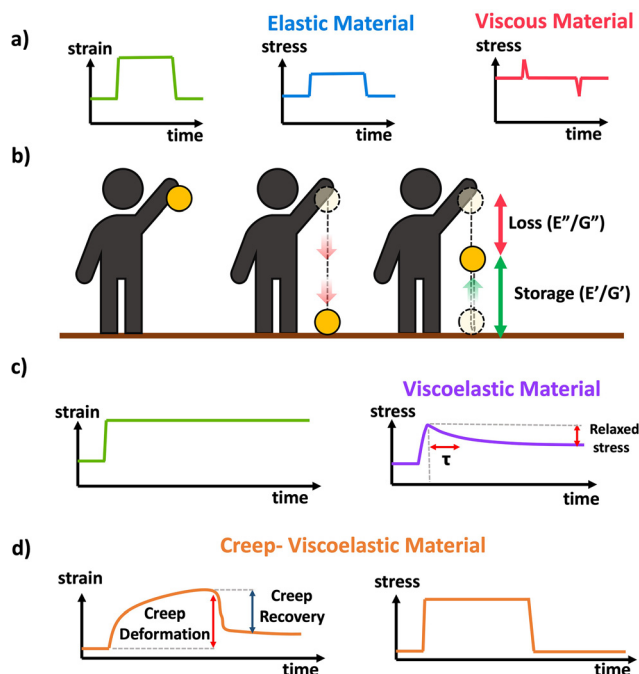 a)
Elastic Material
Viscous Material
strain
time
stress
time
stress
time
b)
Loss (E”/G”)
Storage (E'/G')
c)
Viscoelastic Material
strain
time
stress
Relaxed
stress
τ
time
d)
Creep- Viscoelastic Material
strain
Creep
Deformation
Creep
Recovery
time
stress
time